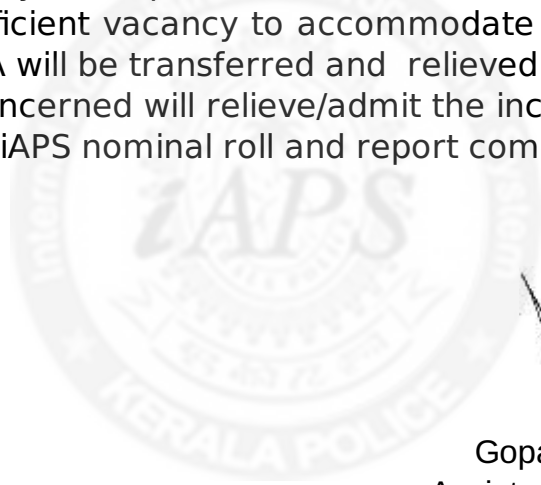 ficient vacancy to accommodate
A will be transferred and relieved
ncerned will relieve/admit the inc
iAPS nominal roll and report com
iAPS
KERALA POLICE
Gopa